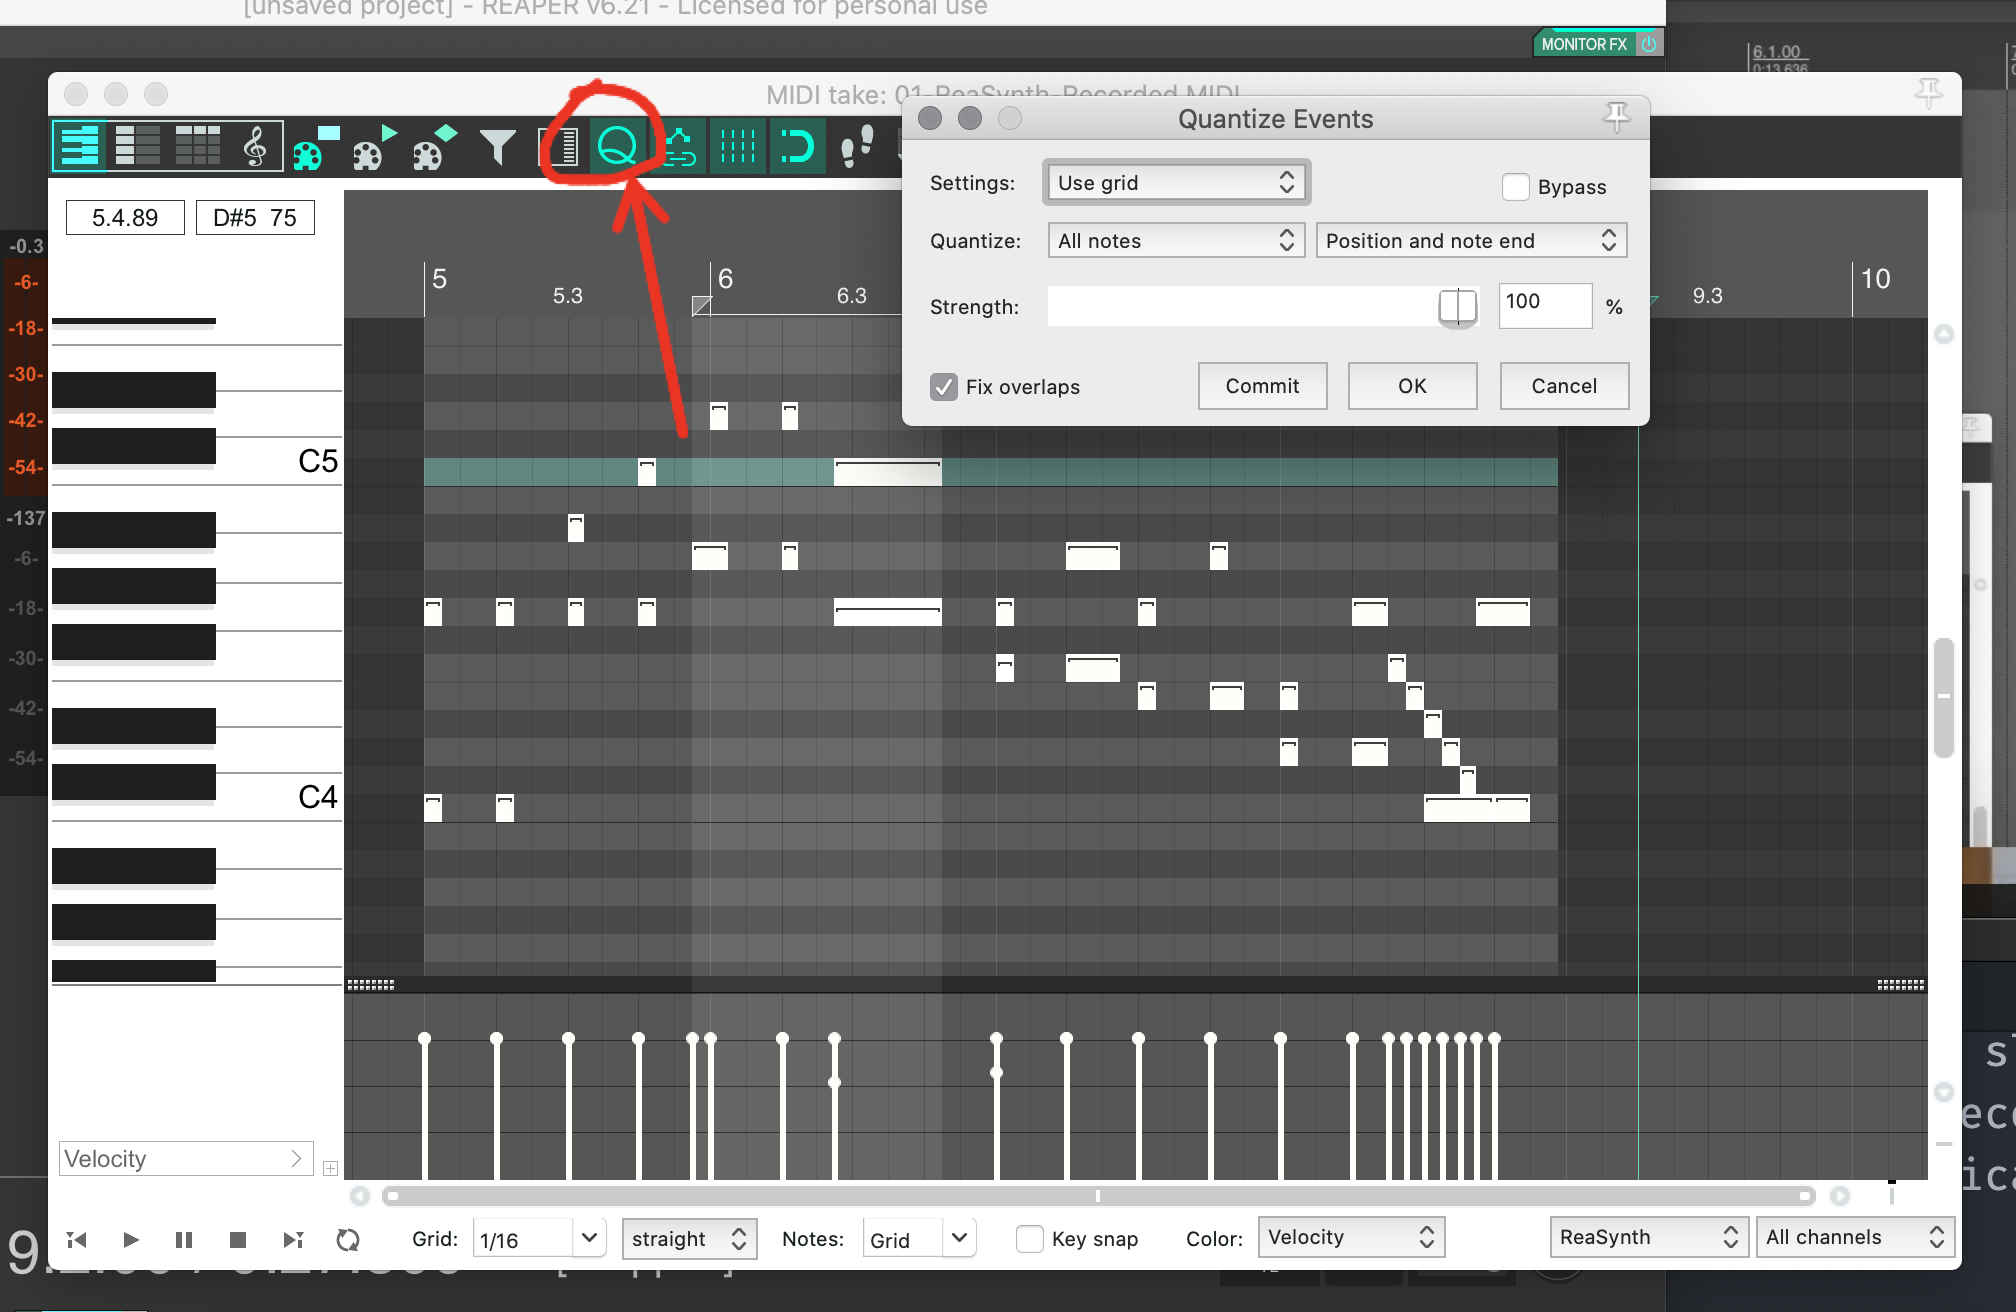 [unsaved project] - REAPER v6.21 - Licensed for personal use
MONITOR FX
6.1.00
0:13.636
MIDI take: 01-ReaSynth-Recorded MIDI
Quantize Events
Settings: Use grid Bypass
Quantize: All notes Position and note end
Strength: 100 %
Fix overlaps Commit OK Cancel
5.4.89 D#5 75
5 5.3 6 6.3 9.3 10
-0.3
-6-
-18-
-30-
-42-
-54-
-137
-6-
-18-
-30-
-42-
-54-
C5
C4
Velocity
Grid: 1/16 straight Notes: Grid Key snap Color: Velocity ReaSynth All channels